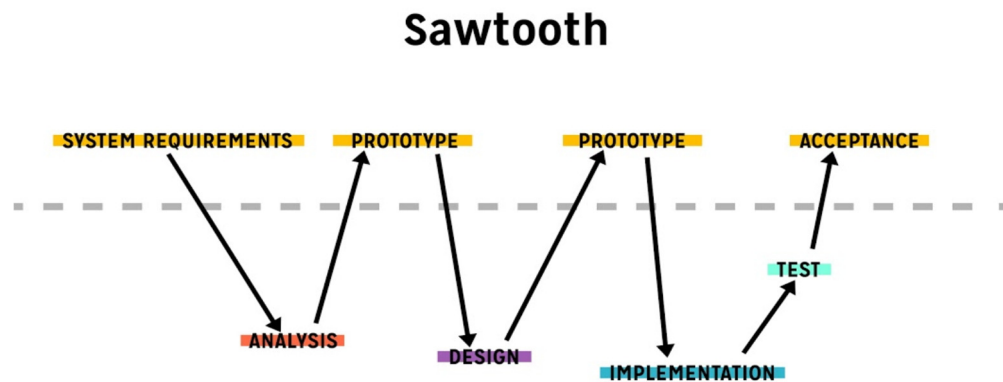 Sawtooth
SYSTEM REQUIREMENTS
PROTOTYPE
PROTOTYPE
ACCEPTANCE
TEST
ANALYSIS
DESIGN
IMPLEMENTATION